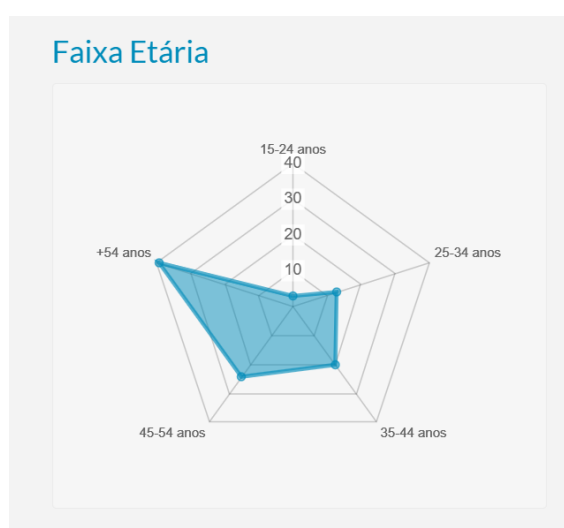 Faixa Etária
15-24 anos
40
30
20
10
+54 anos
25-34 anos
45-54 anos
35-44 anos